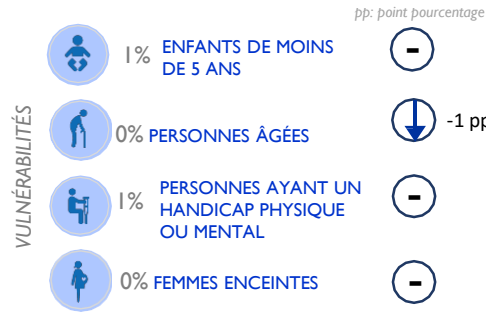 pp: point pourcentage
VULNÉRABILITÉS
1% ENFANTS DE MOINS
DE 5 ANS
-
0% PERSONNES ÂGÉES
-1 pp
1% PERSONNES AYANT UN
HANDICAP PHYSIQUE
OU MENTAL
-
0% FEMMES ENCEINTES
-